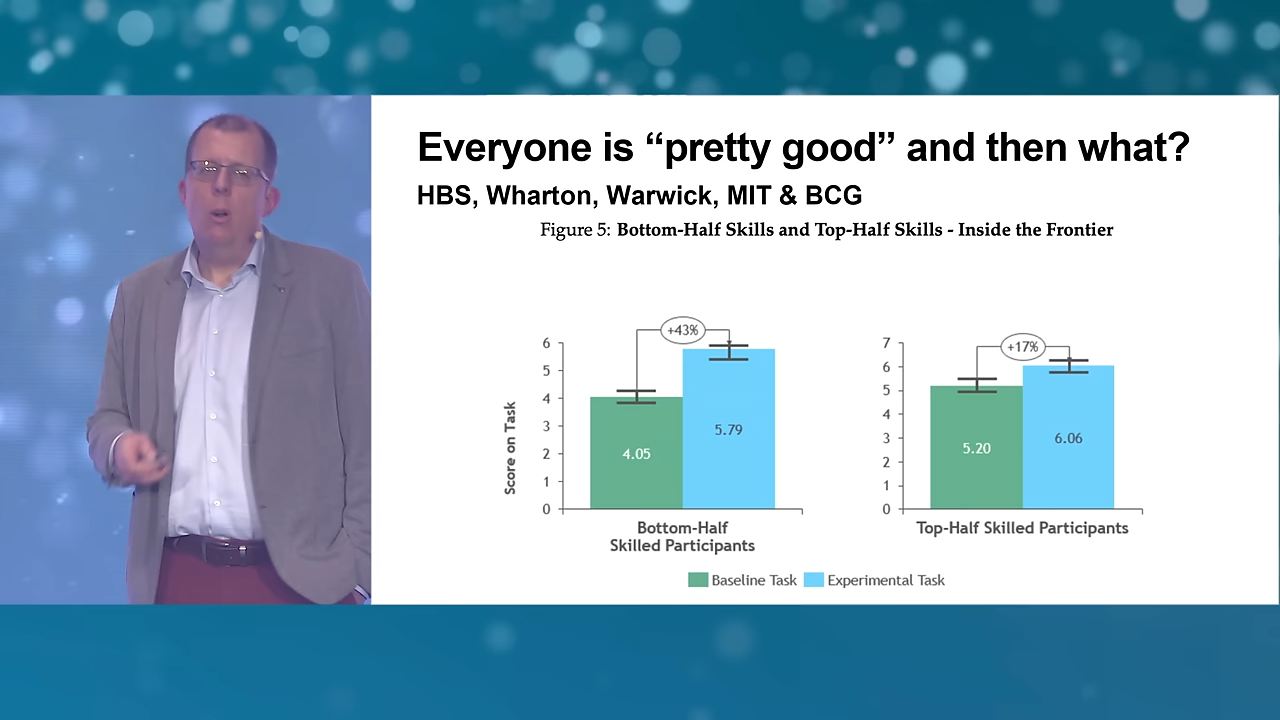 Everyone is “pretty good” and then what?
HBS, Wharton, Warwick, MIT & BCG
Figure 5: Bottom-Half Skills and Top-Half Skills - Inside the Frontier
Score on Task
6
5
4
3
2
1
0
+43%
4.05
5.79
Bottom-Half
Skilled Participants
7
6
5
4
3
2
1
0
+17%
5.20
6.06
Top-Half Skilled Participants
Baseline Task
Experimental Task